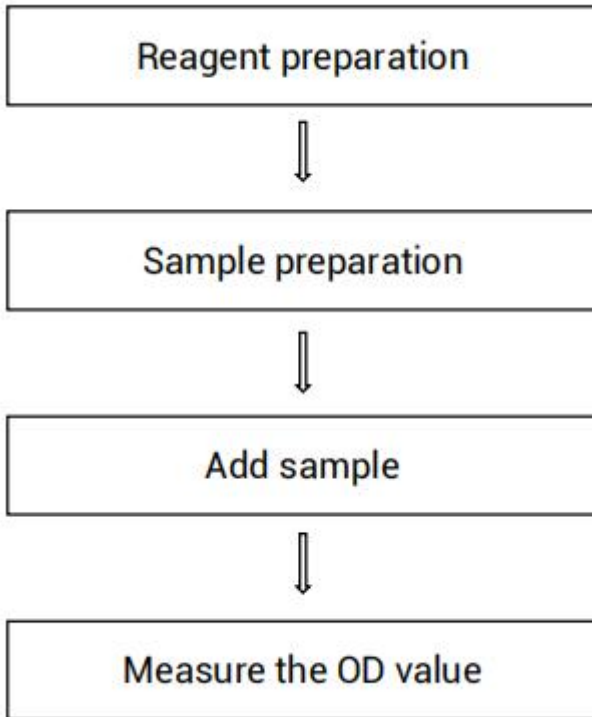 Reagent preparation
Sample preparation
Add sample
Measure the OD value